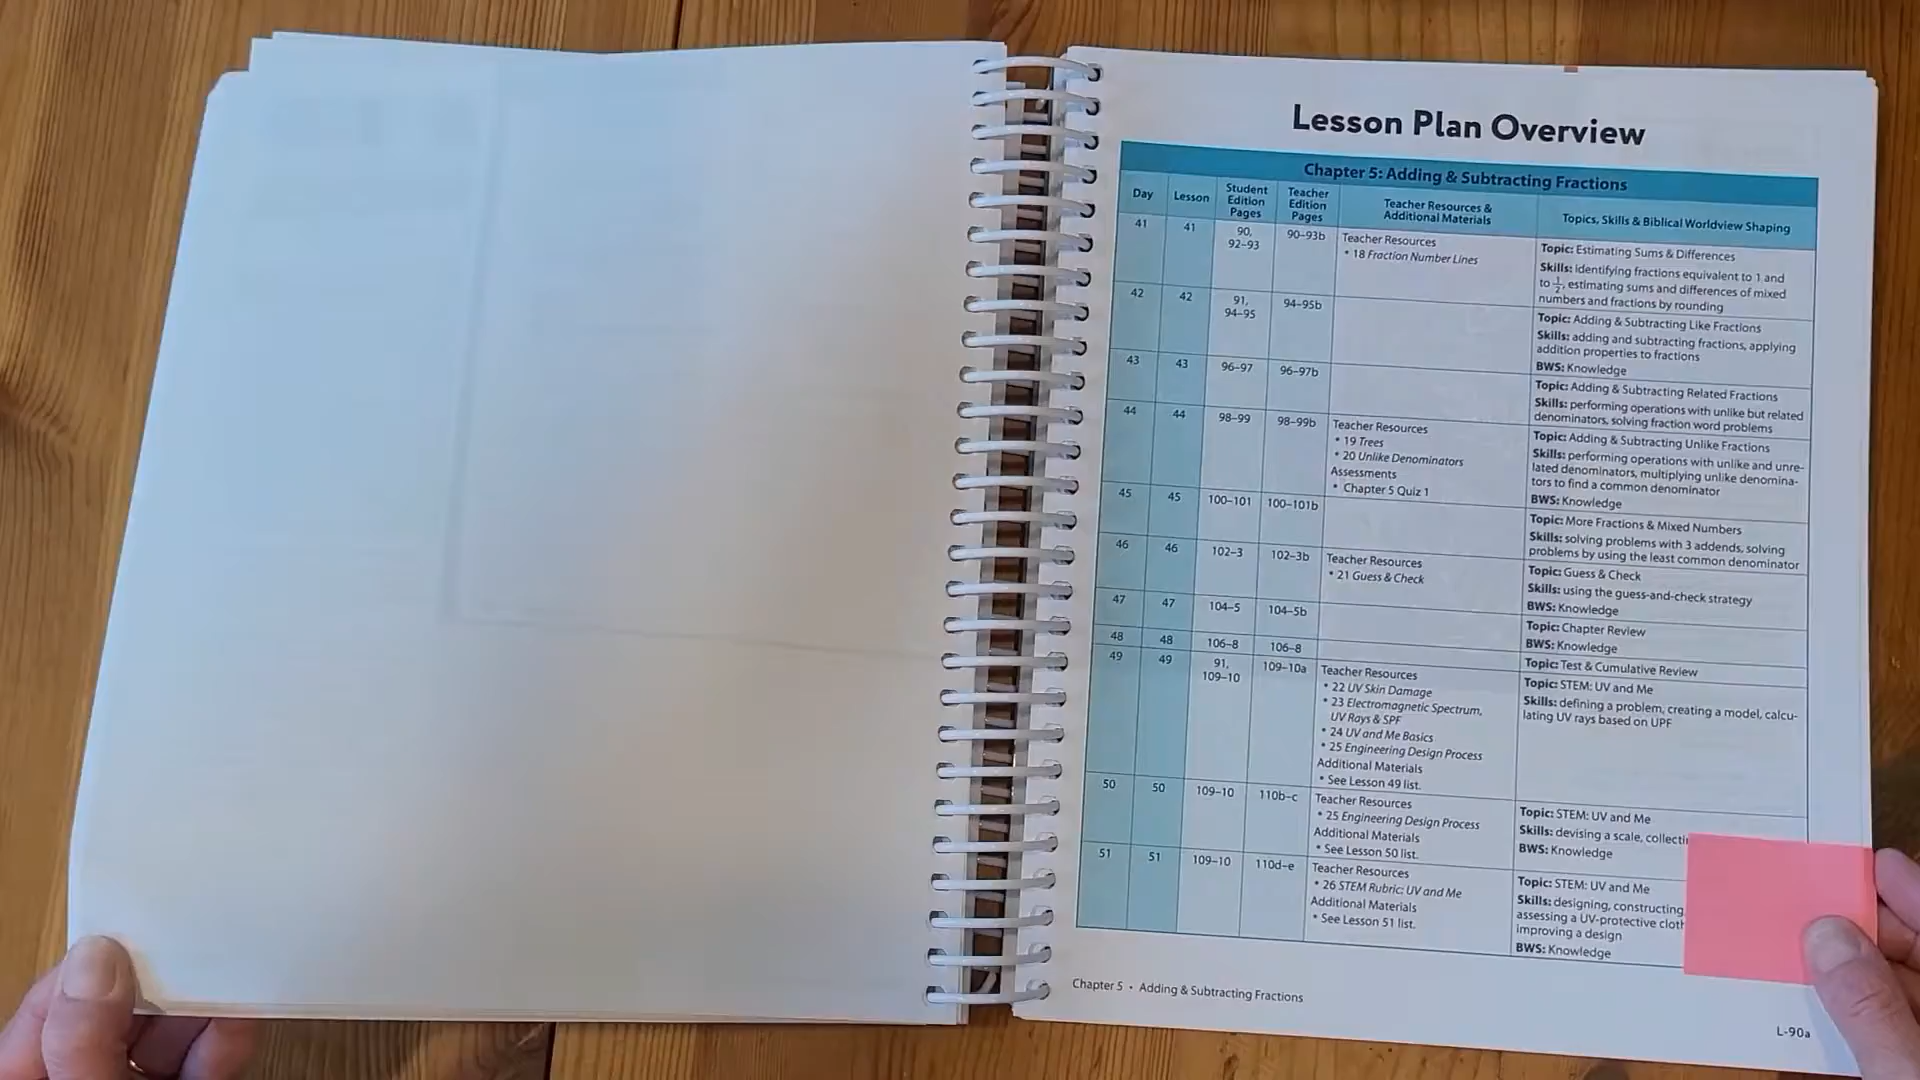 Lesson Plan Overview
Chapter 5: Adding & Subtracting Fractions
Day
Lesson
Student
Edition
Pages
Teacher
Edition
Pages
Teacher Resources &
Additional Materials
Topics, Skills & Biblical Worldview Shaping
41
41
90,
92–93
90–93b
Teacher Resources
• 18 Fraction Number Lines
Topic: Estimating Sums & Differences
Skills: identifying fractions equivalent to 1 and
to 1/2, estimating sums and differences of mixed
numbers and fractions by rounding
42
42
91,
94–95
94–95b
Topic: Adding & Subtracting Like Fractions
Skills: adding and subtracting fractions, applying
addition properties to fractions
BWS: Knowledge
43
43
96–97
96–97b
Topic: Adding & Subtracting Related Fractions
Skills: performing operations with unlike but related
denominators, solving fraction word problems
44
44
98–99
98–99b
Teacher Resources
• 19 Trees
• 20 Unlike Denominators
Assessments
• Chapter 5 Quiz 1
Topic: Adding & Subtracting Unlike Fractions
Skills: performing operations with unlike and unre-
lated denominators, multiplying unlike denomina-
tors to find a common denominator
BWS: Knowledge
45
45
100–101
100–101b
Topic: More Fractions & Mixed Numbers
Skills: solving problems with 3 addends, solving
problems by using the least common denominator
46
46
102–3
102–3b
Teacher Resources
• 21 Guess & Check
Topic: Guess & Check
Skills: using the guess-and-check strategy
BWS: Knowledge
47
47
104–5
104–5b
Topic: Chapter Review
BWS: Knowledge
48
48
106–8
106–8
Topic: Test & Cumulative Review
49
49
91,
109–10
109–10a
Teacher Resources
• 22 UV Skin Damage
• 23 Electromagnetic Spectrum,
UV Rays & SPF
• 24 UV and Me Basics
• 25 Engineering Design Process
Additional Materials
• See Lesson 49 list.
Topic: STEM: UV and Me
Skills: defining a problem, creating a model, calcu-
lating UV rays based on UPF
50
50
109–10
110b–c
Teacher Resources
• 25 Engineering Design Process
Additional Materials
• See Lesson 50 list.
Topic: STEM: UV and Me
Skills: devising a scale,
BWS: Knowledge
51
51
109–10
110d–e
Teacher Resources
• 26 STEM Rubric: UV and Me
Additional Materials
• See Lesson 51 list.
Topic: STEM: UV and Me
Skills: designing, constructing
assessing a UV-protective
improving a design
BWS: Knowledge
Chapter 5 • Adding & Subtracting Fractions
L-90a